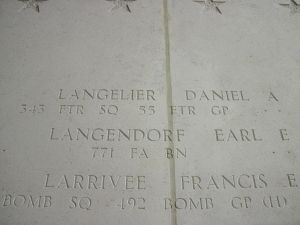 LANGELIER DANIEL A
343 FTR SQ 55 FTR GP
LANGENDORF EARL E
771 FA BN
LARRIVEE FRANCIS E
BOMB SQ 492 BOMB GP (H)